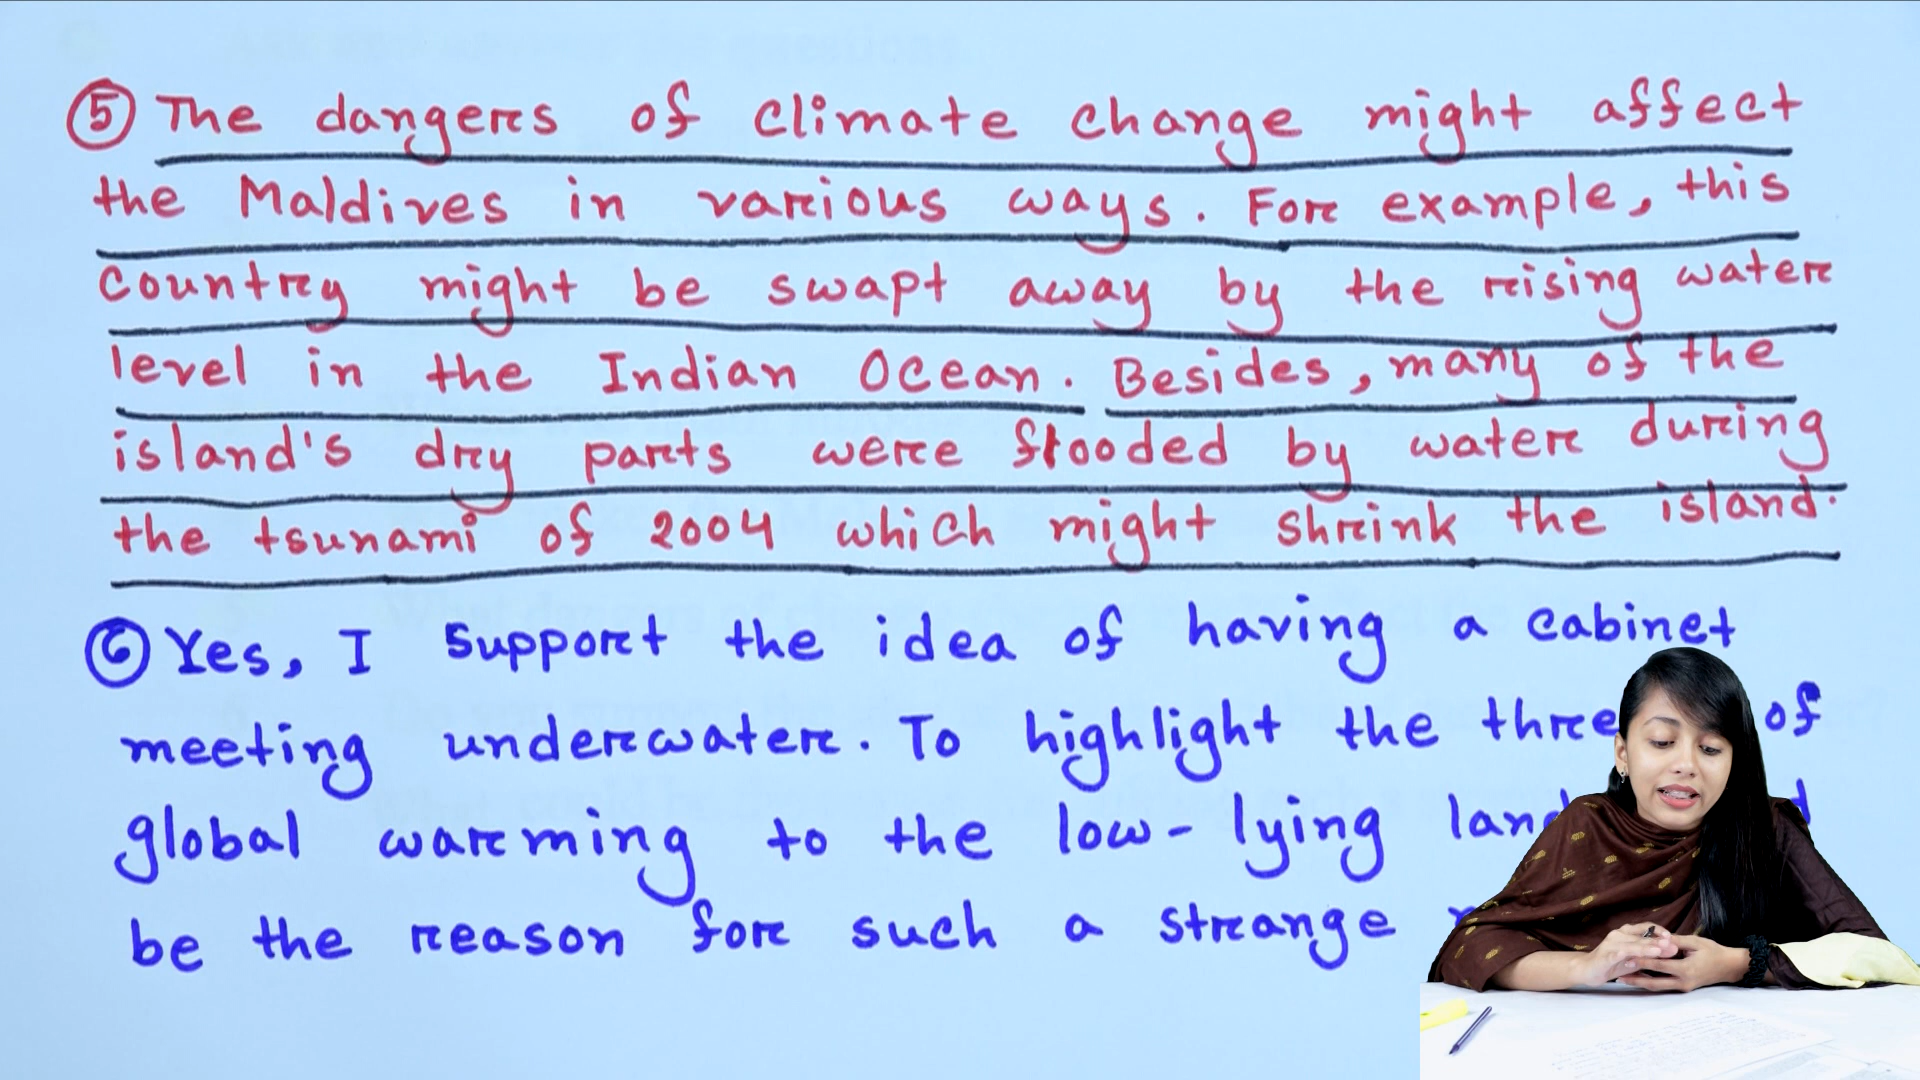 5 The dangers of climate change might affect
the Maldives in various ways. For example, this
country might be swapt away by the rising water
level in the Indian Ocean. Besides, many of the
island's dry parts were flooded by water during
the tsunami of 2004 which might shrink the island.
6 Yes, I support the idea of having a cabinet
meeting underwater. To highlight the of
global warming to the low-lying
be the reason for such a strange